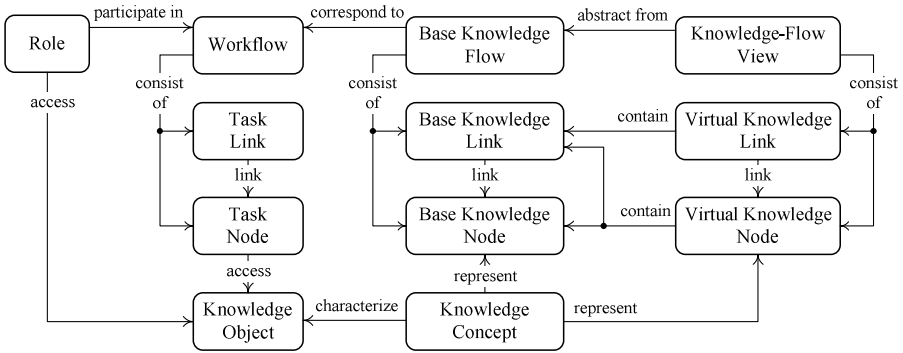 participate in
correspond to
abstract from
Role
Workflow
Base Knowledge
Flow
Knowledge-Flow
View
access
consist
of
consist
of
consist
of
Task
Link
Base Knowledge
Link
contain
Virtual Knowledge
Link
link
link
link
Task
Node
Base Knowledge
Node
contain
Virtual Knowledge
Node
access
represent
Knowledge
Object
characterize
Knowledge
Concept
represent